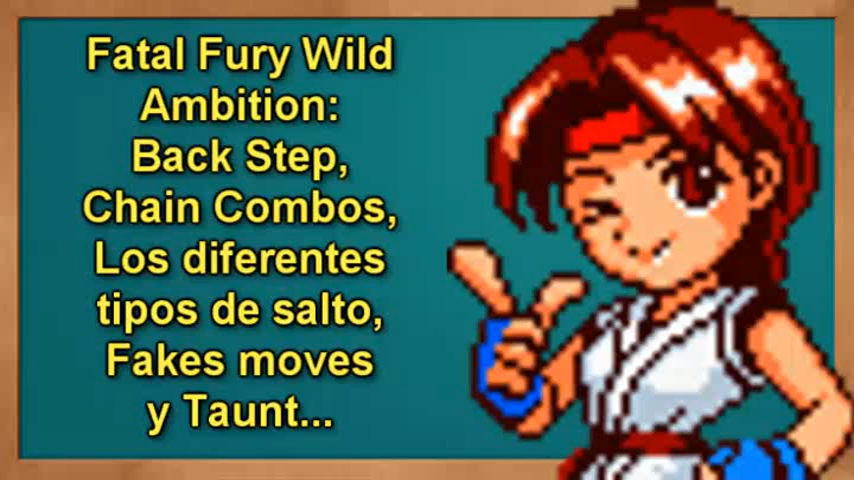 Fatal Fury Wild
Ambition:
Back Step,
Chain Combos,
Los diferentes
tipos de salto,
Fakes moves
y Taunt...